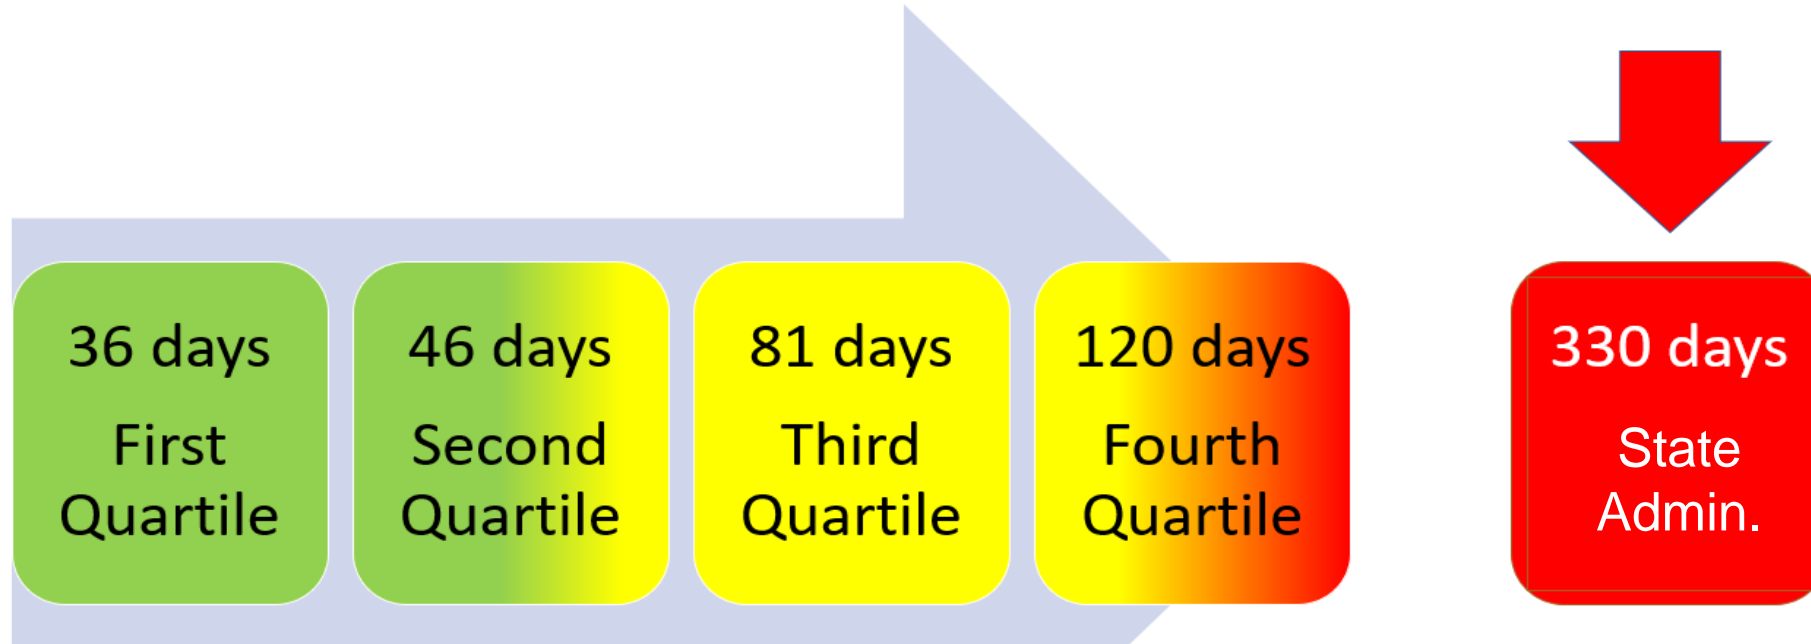 36 days
First
Quartile
46 days
Second
Quartile
81 days
Third
Quartile
120 days
Fourth
Quartile
330 days
State
Admin.